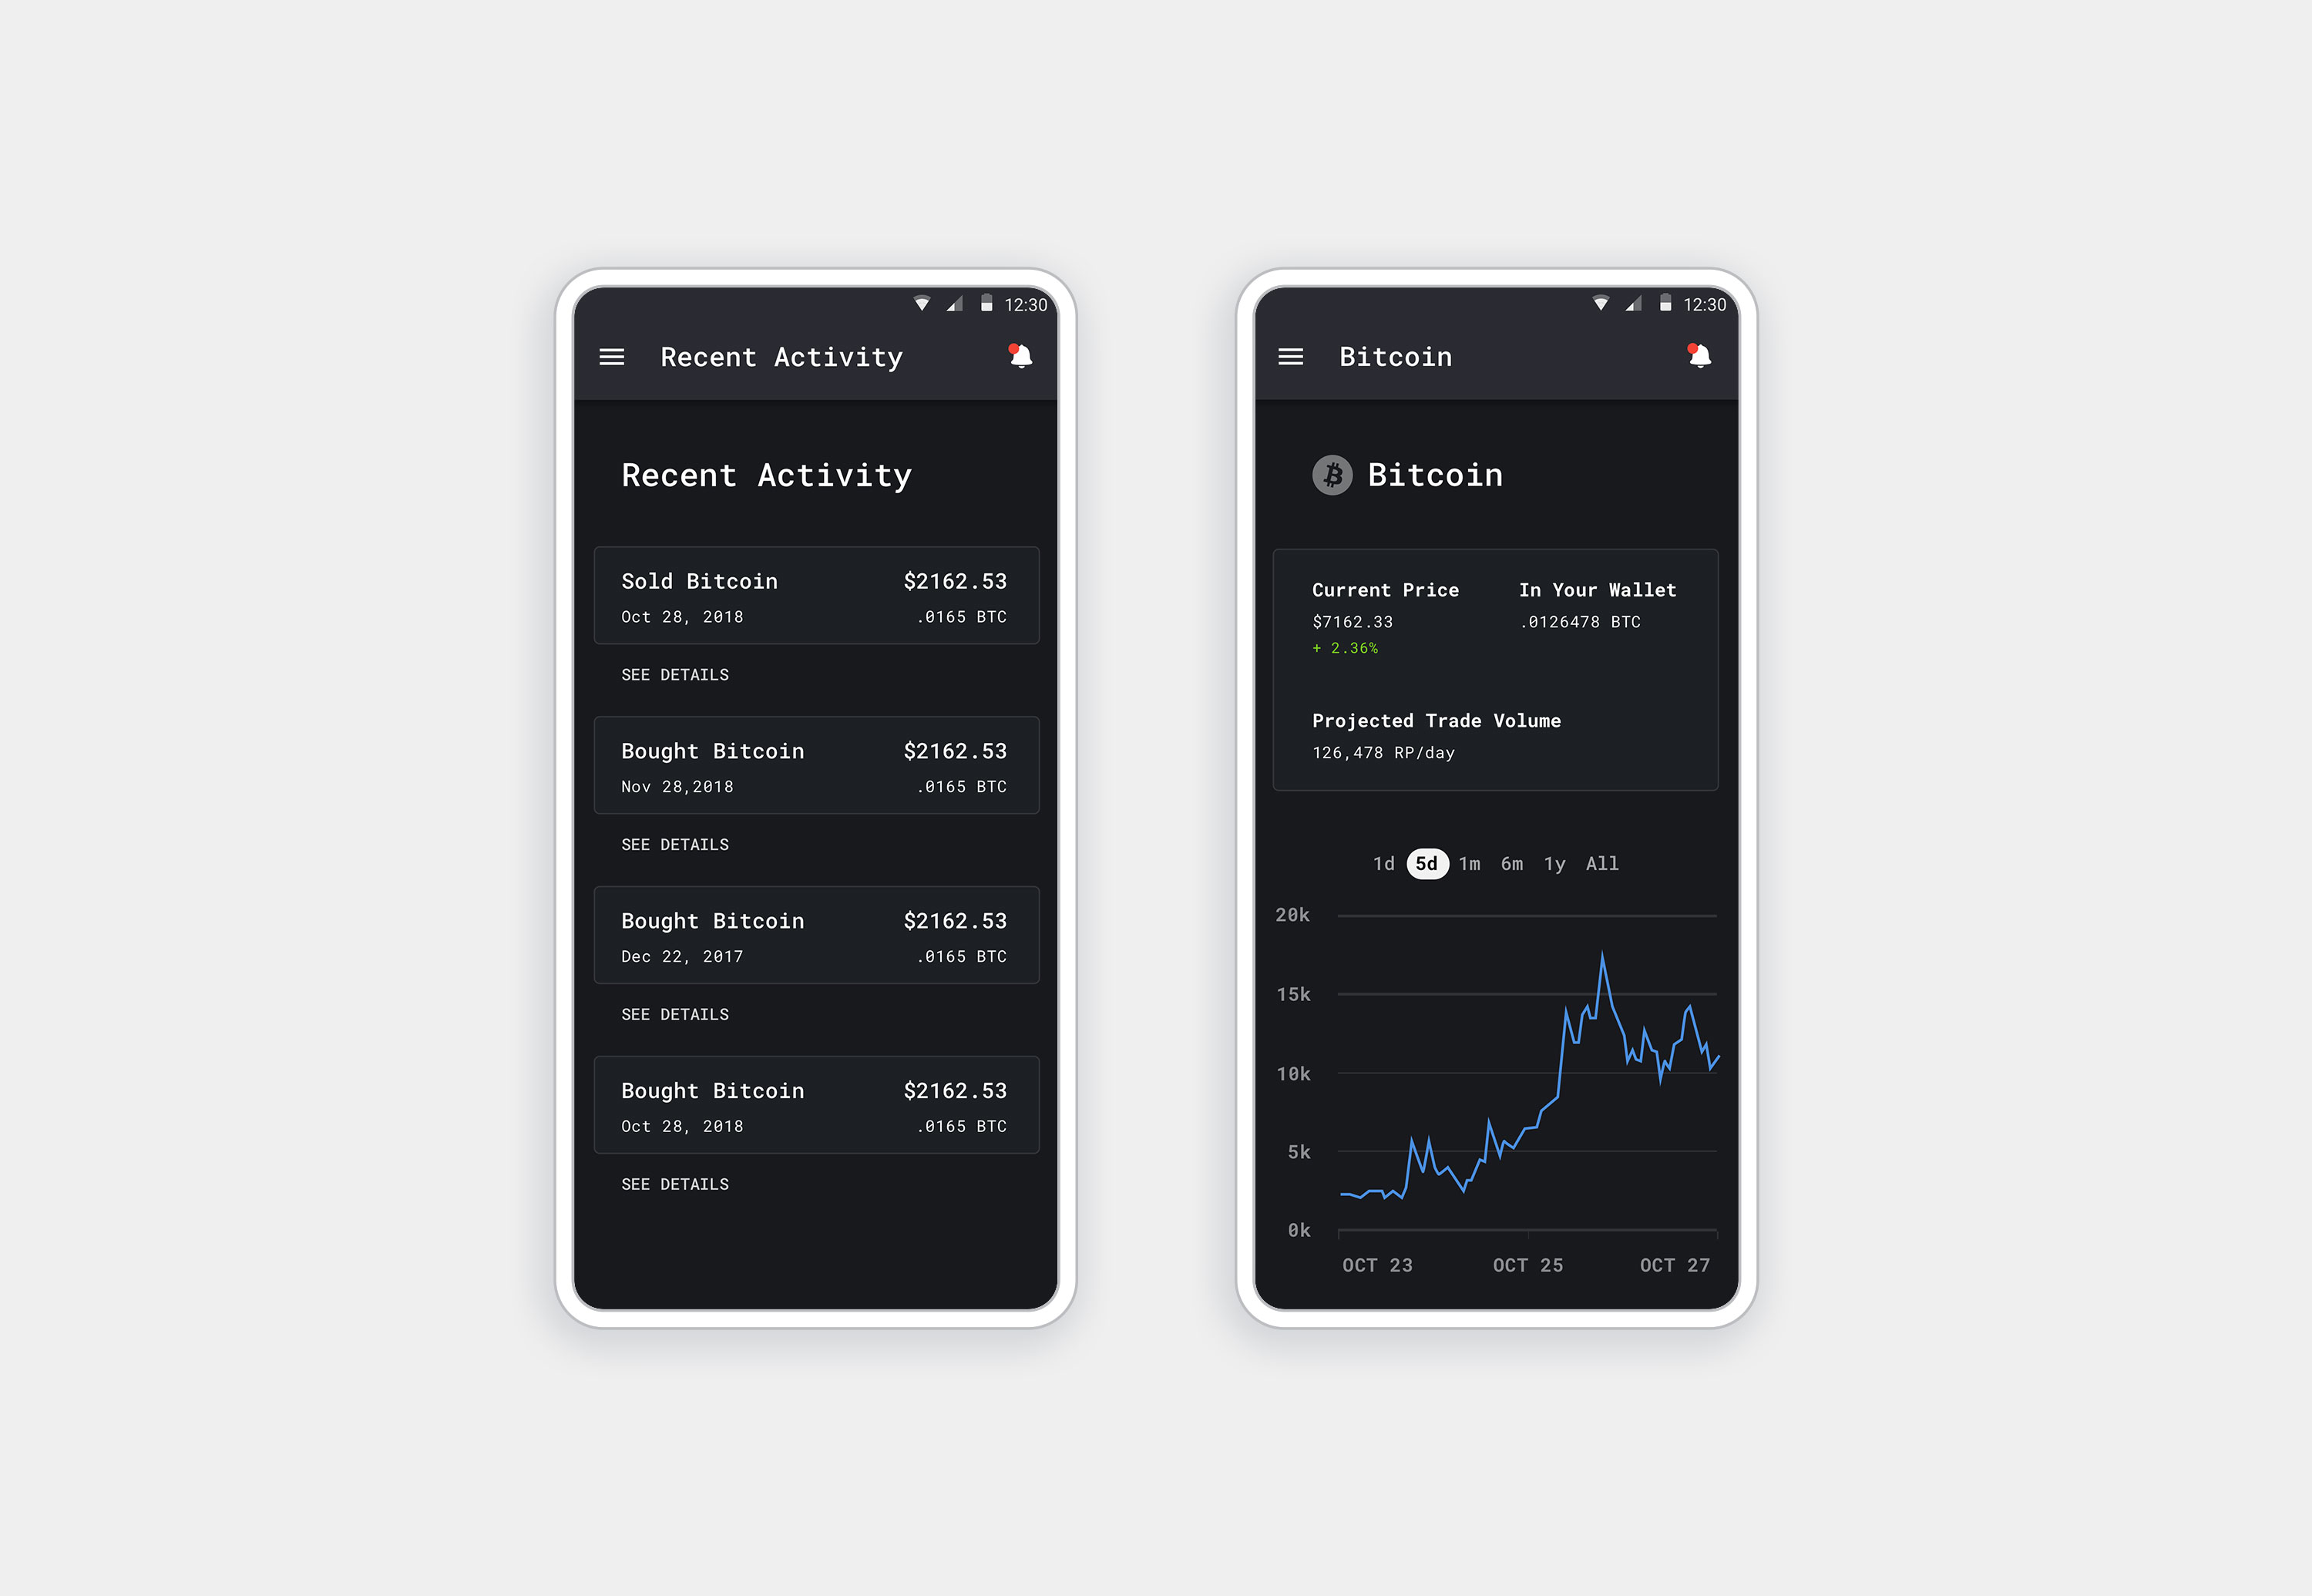 12:30
Recent Activity
Recent Activity
Sold Bitcoin $2162.53
Oct 28, 2018 .0165 BTC
SEE DETAILS
Bought Bitcoin $2162.53
Nov 28,2018 .0165 BTC
SEE DETAILS
Bought Bitcoin $2162.53
Dec 22, 2017 .0165 BTC
SEE DETAILS
Bought Bitcoin $2162.53
Oct 28, 2018 .0165 BTC
SEE DETAILS
12:30
Bitcoin
Bitcoin
Current Price In Your Wallet
$7162.33 .0126478 BTC
+ 2.36%
Projected Trade Volume
126,478 RP/day
1d 5d 1m 6m 1y All
20k
15k
10k
5k
0k
OCT 23 OCT 25 OCT 27